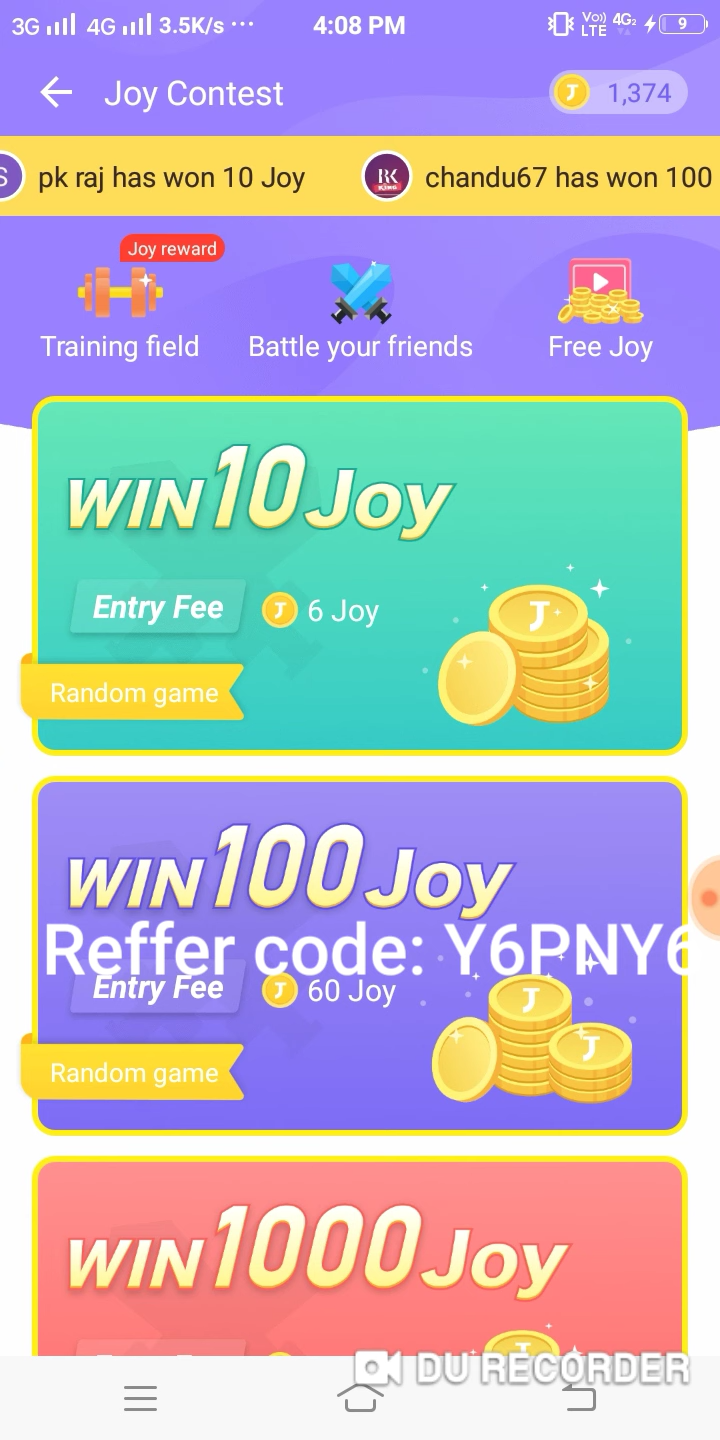 3G 4G 3.5K/s ... 4:08 PM Vo)) LTE 4G2 9
Joy Contest J 1,374
S pk raj has won 10 Joy RK KING chandu67 has won 100
Joy reward
Training field Battle your friends Free Joy
WIN 10 Joy
Entry Fee J 6 Joy
J
Random game
WIN 100 Joy
Reffer code: Y6PNY6
Entry Fee J 60 Joy
J
J
Random game
WIN 1000 Joy
DU RECORDER